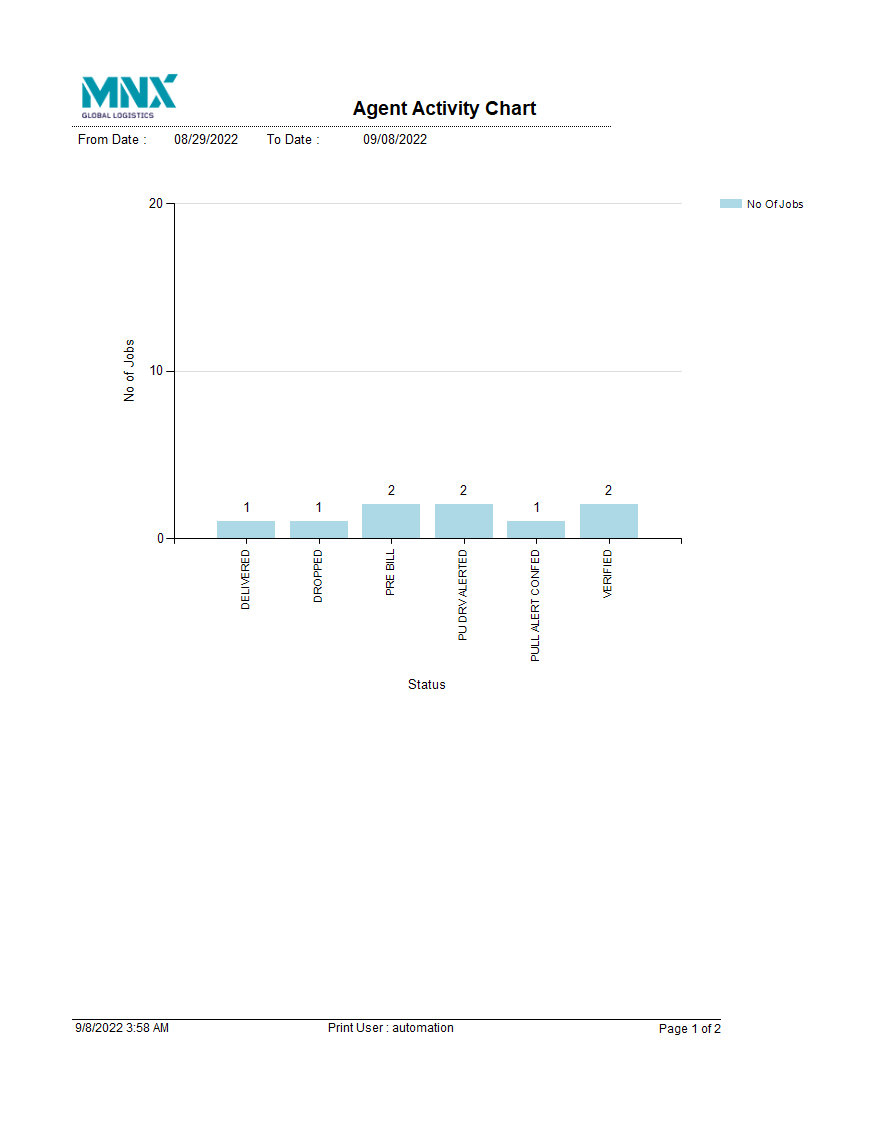 MNX
GLOBAL LOGISTICS
Agent Activity Chart
From Date : 08/29/2022 To Date : 09/08/2022
20
No Of Jobs
No of Jobs
10
2 2 2
1 1 1
0
DELIVERED
DROPPED
PRE BILL
PU DRV ALERTED
PULL ALERT CONFED
VERIFIED
Status
9/8/2022 3:58 AM Print User : automation Page 1 of 2